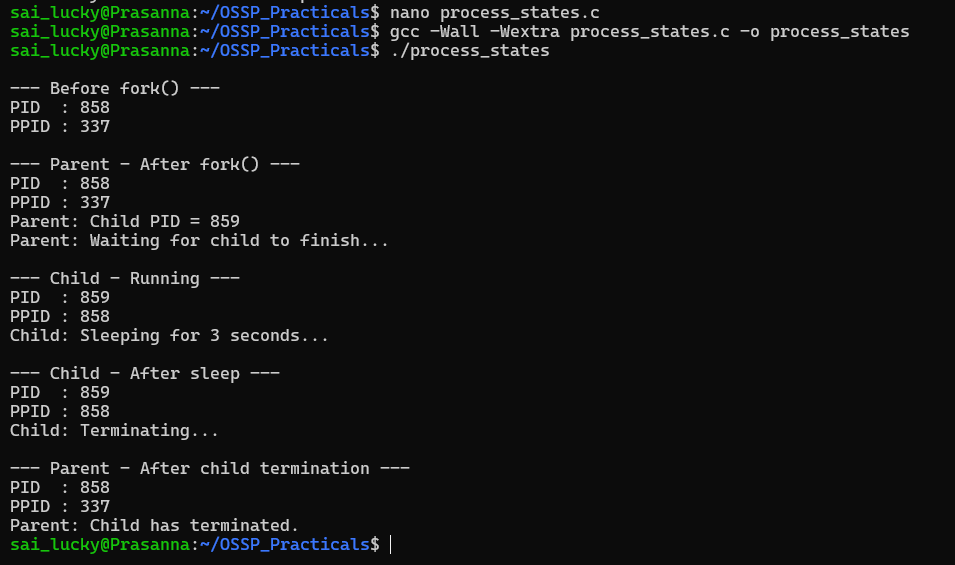 sai_lucky@Prasanna:~/OSSP_Practicals$ nano process_states.c
sai_lucky@Prasanna:~/OSSP_Practicals$ gcc -Wall -Wextra process_states.c -o process_states
sai_lucky@Prasanna:~/OSSP_Practicals$ ./process_states

--- Before fork() ---
PID  : 858
PPID : 337

--- Parent - After fork() ---
PID  : 858
PPID : 337
Parent: Child PID = 859
Parent: Waiting for child to finish...

--- Child - Running ---
PID  : 859
PPID : 858
Child: Sleeping for 3 seconds...

--- Child - After sleep ---
PID  : 859
PPID : 858
Child: Terminating...

--- Parent - After child termination ---
PID  : 858
PPID : 337
Parent: Child has terminated.
sai_lucky@Prasanna:~/OSSP_Practicals$